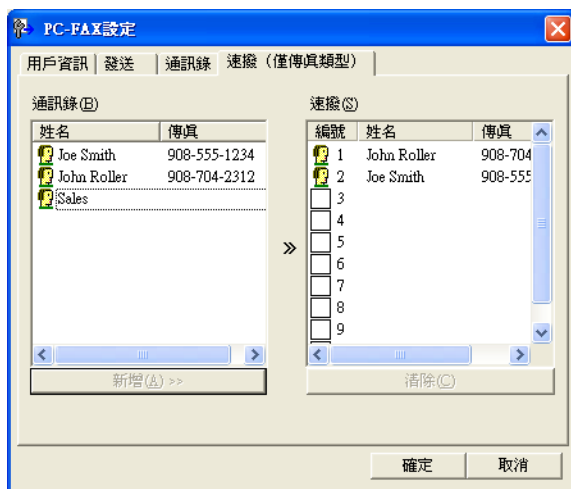 PC-FAX設定
用戶資訊 發送 通訊錄 速撥（僅傳真類型）
通訊錄(B)
姓名 傳真
Joe Smith 908-555-1234
John Roller 908-704-2312
Sales
新增(A) >>
»
速撥(S)
編號 姓名 傳真
1 John Roller 908-704
2 Joe Smith 908-555
3
4
5
6
7
8
9
清除(C)
確定 取消